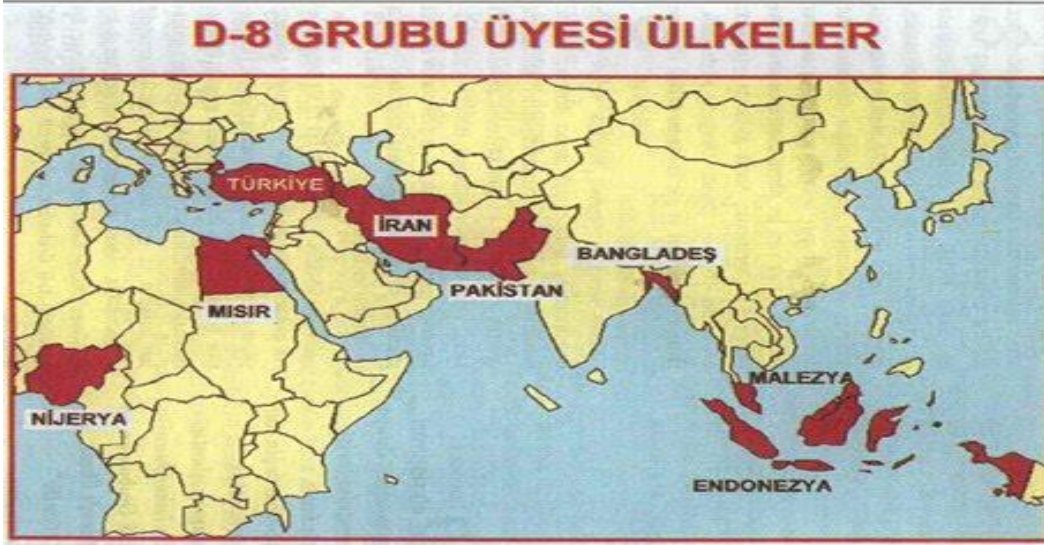 D-8 GRUBU ÜYESİ ÜLKELER
TÜRKİYE
İRAN
BANGLADEŞ
PAKİSTAN
MISIR
MALEZYA
NİJERYA
ENDONEZYA